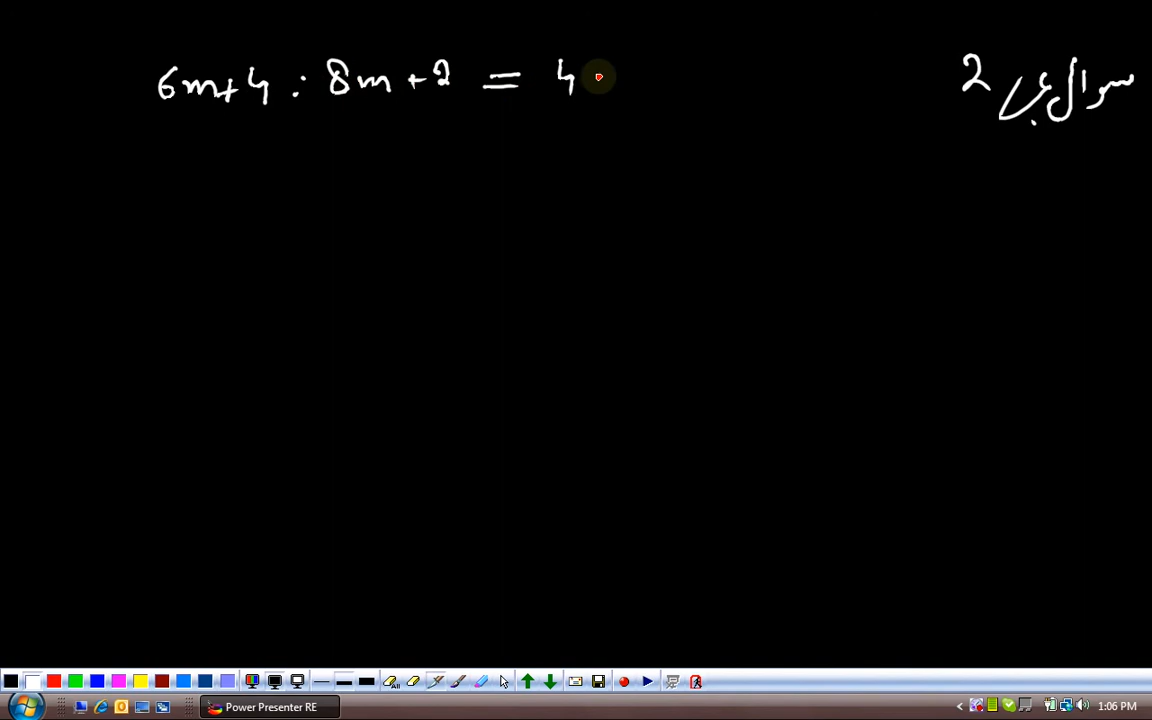 6m+4 : 8m+2 = 4
سوال نمبر 2
Power Presenter RE
1:06 PM